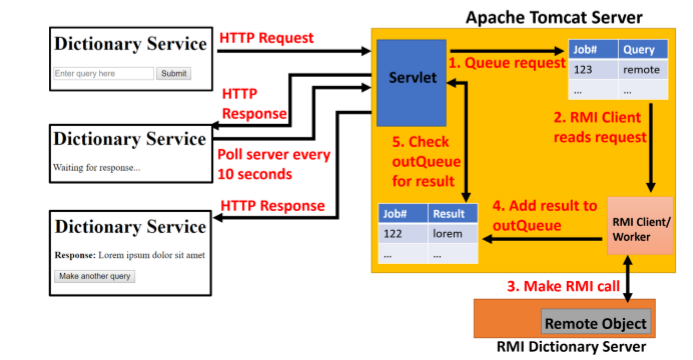 Apache Tomcat Server
Dictionary Service
Enter query here
Submit
HTTP Request
Servlet
1. Queue request
Job#
Query
123
remote
...
...
HTTP
Response
Dictionary Service
Waiting for response...
Poll server every
10 seconds
5. Check
outQueue
for result
2. RMI Client
reads request
HTTP Response
Dictionary Service
Response: Lorem ipsum dolor sit amet
Make another query
Job#
Result
122
lorem
...
...
4. Add result to
outQueue
RMI Client/
Worker
3. Make RMI call
Remote Object
RMI Dictionary Server